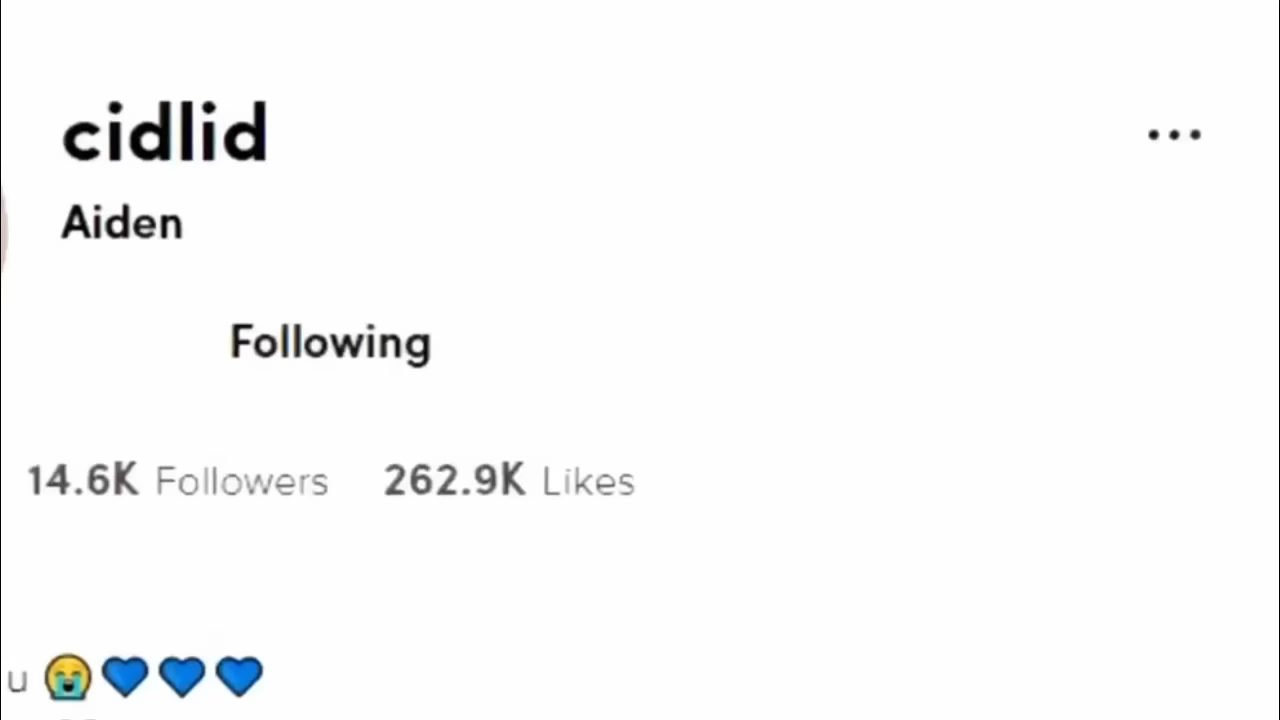 cidlid
...
Aiden
Following
14.6K Followers 262.9K Likes
u 😭💙💙💙